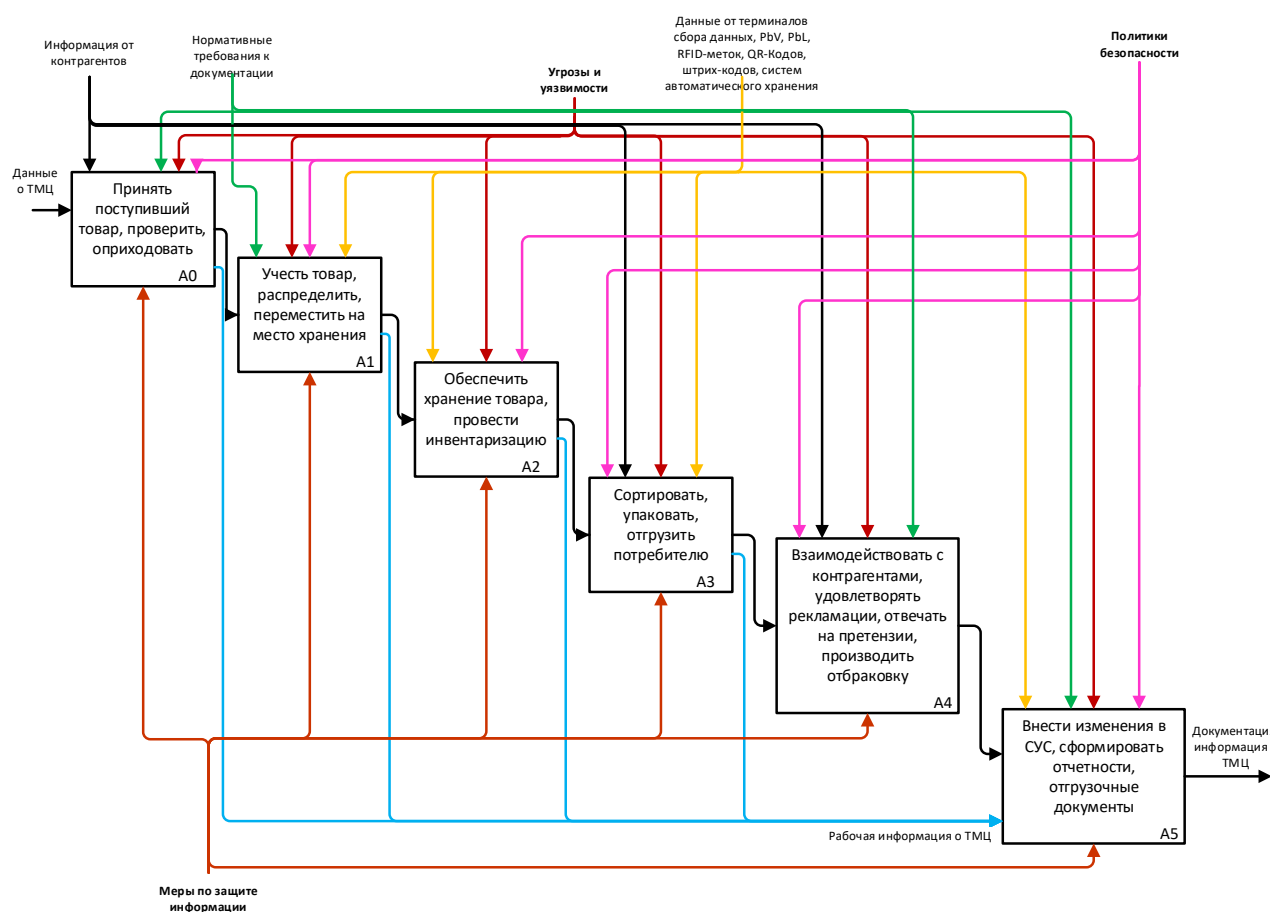 Информация от
контрагентов
Нормативные
требования к
документации
Угрозы и
уязвимости
Данные от терминалов
сбора данных, PbV, PbL,
RFID-меток, QR-Кодов,
штрих-кодов, систем
автоматического хранения
Политики
безопасности
Данные
о ТМЦ
Принять
поступивший
товар, проверить,
оприходовать
A0
Учесть товар,
распределить,
переместить на
место хранения
A1
Обеспечить
хранение товара,
провести
инвентаризацию
A2
Сортировать,
упаковать,
отгрузить
потребителю
A3
Взаимодействовать с
контрагентами,
удовлетворять
рекламации, отвечать
на претензии,
производить
отбраковку
A4
Внести изменения в
СУС, сформировать
отчетности,
отгрузочные
документы
A5
Документаци
информация
ТМЦ
Рабочая информация о ТМЦ
Меры по защите
информации